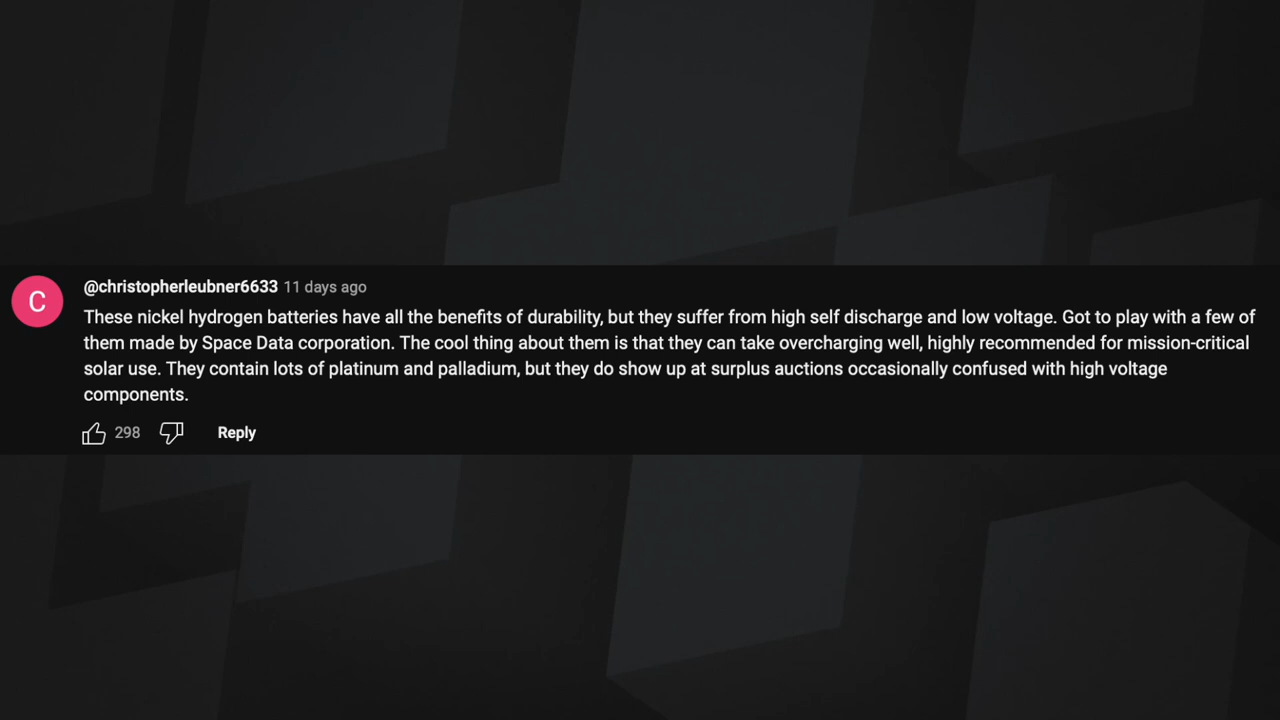 @christopherleubner6633 11 days ago
These nickel hydrogen batteries have all the benefits of durability, but they suffer from high self discharge and low voltage. Got to play with a few of
them made by Space Data corporation. The cool thing about them is that they can take overcharging well, highly recommended for mission-critical
solar use. They contain lots of platinum and palladium, but they do show up at surplus auctions occasionally confused with high voltage
components.
298 Reply
C